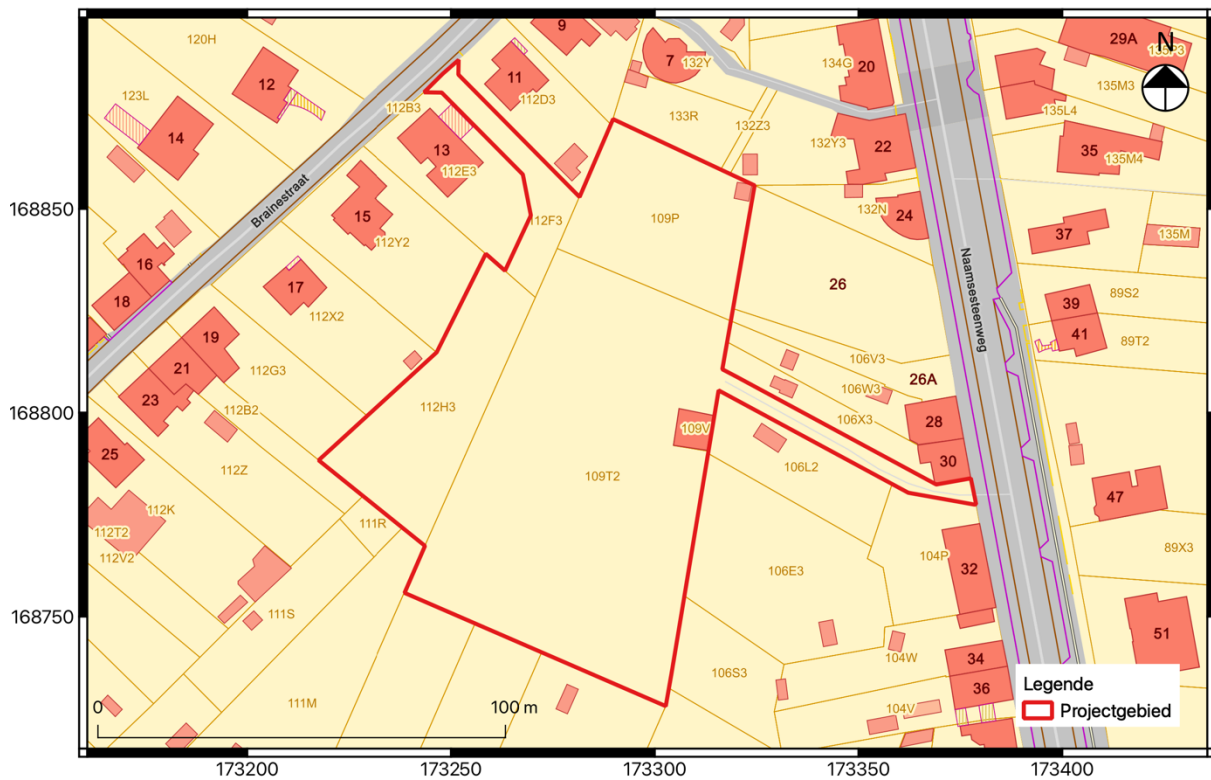 9
29A
N
135P3
120H
7
132Y
134G
20
12
11
135M3
123L
112B3
112D3
135L4
133R
132Z3
14
132Y3
22
35
135M4
13
112E3
168850
Brainestraat
15
112F3
109P
132N
24
37
135M
112Y2
16
26
Naamsesteenweg
18
17
39
89S2
112X2
41
89T2
19
106V3
21
112G3
106W3
26A
23
112B2
112H3
106X3
28
168800
109V
25
106L2
30
112Z
109T2
47
112K
111R
112T2
112V2
104P
89X3
106E3
32
111S
51
168750
106S3
104W
34
Legende
111M
36
Projectgebied
104V
0
100 m
173200
173250
173300
173350
173400